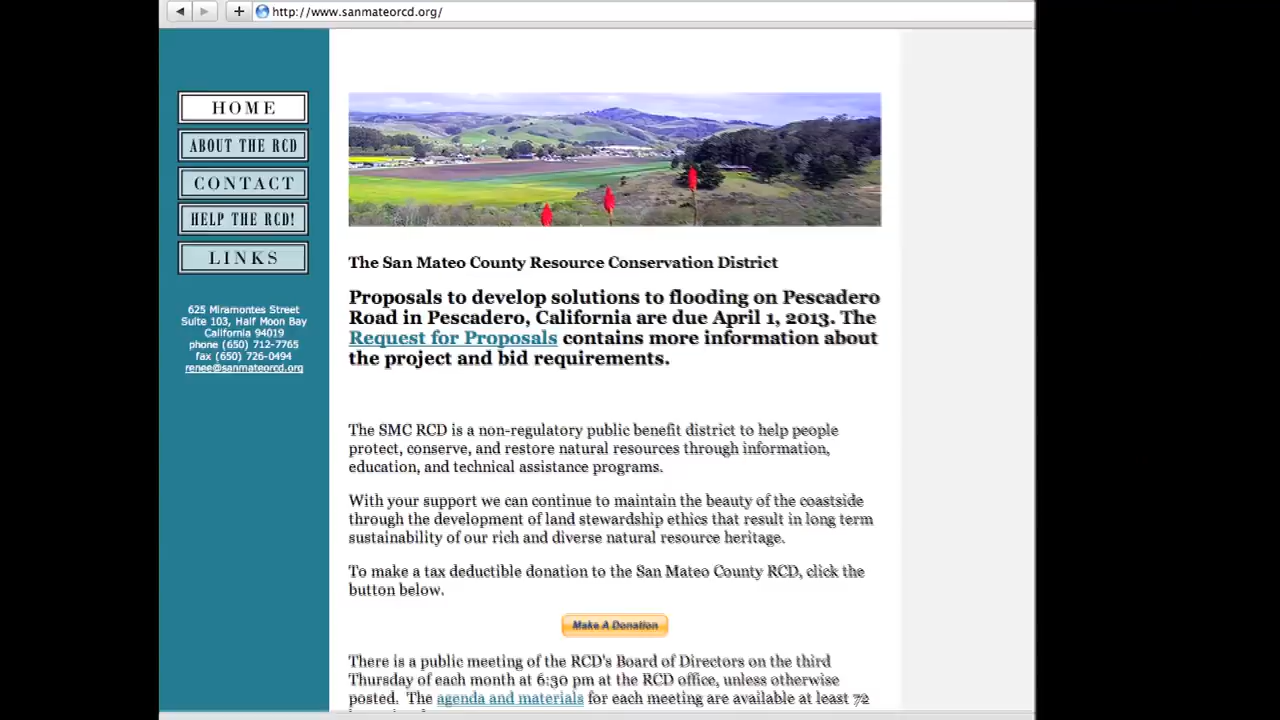 http://www.sanmateorcd.org/
HOME
ABOUT THE RCD
CONTACT
HELP THE RCD!
LINKS
625 Miramontes Street
Suite 103, Half Moon Bay
California 94019
phone (650) 712-7765
fax (650) 726-0494
renee@sanmateorcd.org
The San Mateo County Resource Conservation District
Proposals to develop solutions to flooding on Pescadero
Road in Pescadero, California are due April 1, 2013. The
Request for Proposals contains more information about
the project and bid requirements.
The SMC RCD is a non-regulatory public benefit district to help people
protect, conserve, and restore natural resources through information,
education, and technical assistance programs.
With your support we can continue to maintain the beauty of the coastside
through the development of land stewardship ethics that result in long term
sustainability of our rich and diverse natural resource heritage.
To make a tax deductible donation to the San Mateo County RCD, click the
button below.
Make A Donation
There is a public meeting of the RCD's Board of Directors on the third
Thursday of each month at 6:30 pm at the RCD office, unless otherwise
posted. The agenda and materials for each meeting are available at least 72